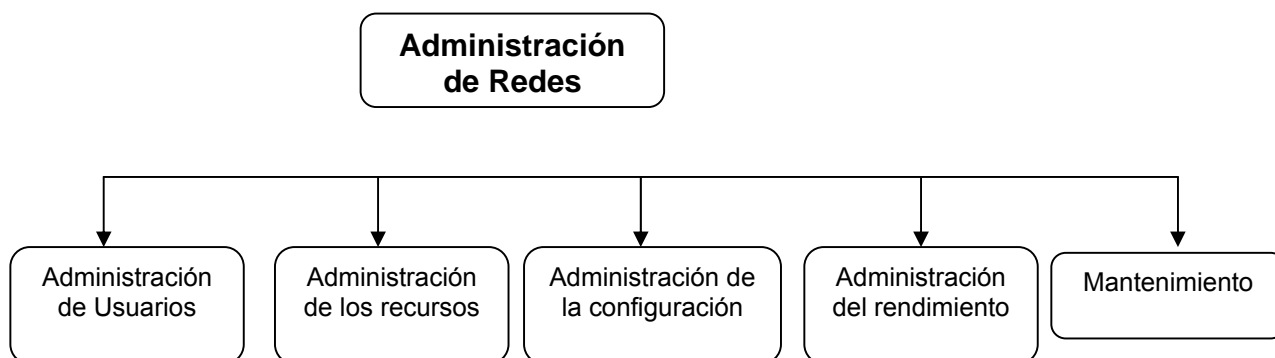 Administración
de Redes
Administración
de Usuarios
Administración
de los recursos
Administración de
la configuración
Administración
del rendimiento
Mantenimiento